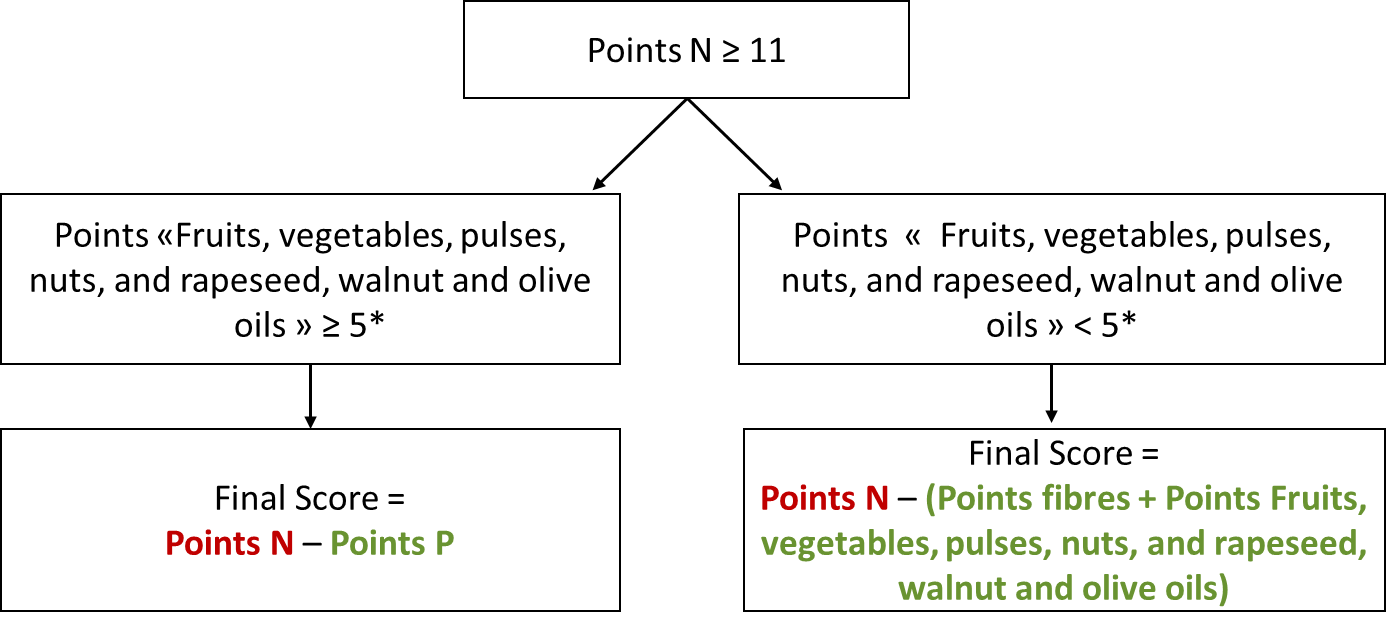 Points N ≥ 11
Points «Fruits, vegetables, pulses,
nuts, and rapeseed, walnut and olive
oils » ≥ 5*
Points « Fruits, vegetables, pulses,
nuts, and rapeseed, walnut and olive
oils » < 5*
Final Score =
Points N – Points P
Final Score =
Points N – (Points fibres + Points Fruits,
vegetables, pulses, nuts, and rapeseed,
walnut and olive oils)